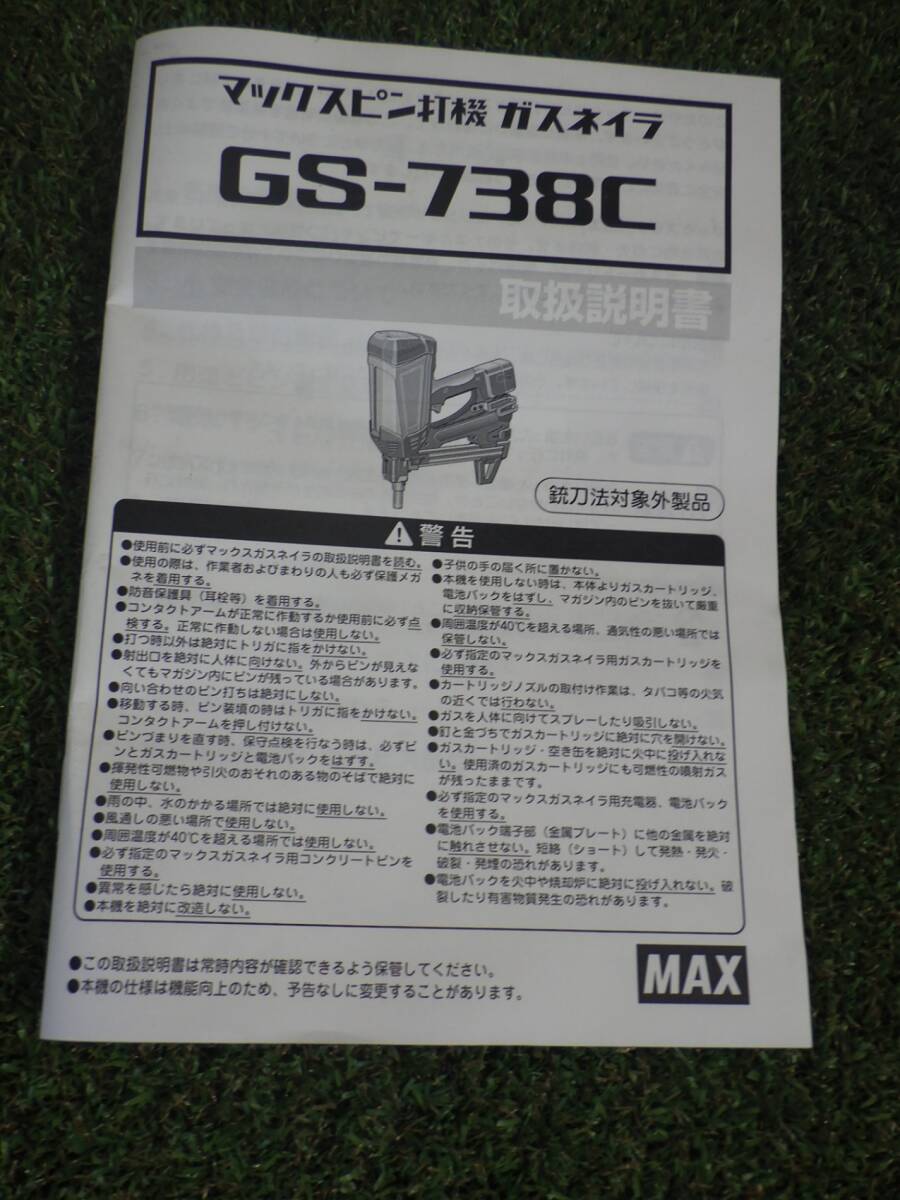 マックスピン打機 ガスネイラ
GS-738C
取扱説明書
銃刀法対象外製品
警告
●使用前に必ずマックスガスネイラの取扱説明書を読む。
●使用の際は、作業者およびまわりの人も必ず保護メガ
ネを着用する。
●防音保護具（耳栓等）を着用する。
●コンタクトアームが正常に作動するか使用前に必ず点
検する。正常に作動しない場合は使用しない。
●打つ時以外は絶対にトリガに指をかけない。
●射出口を絶対に人体に向けない。外からピンが見えな
くてもマガジン内にピンが残っている場合があります。
●向い合わせのピン打ちは絶対にしない。
●移動する時、ピン装填の時はトリガに指をかけない。
コンタクトアームを押し付けない。
●ピンづまりを直す時、保守点検を行なう時は、必ずピ
ンとガスカートリッジと電池パックをはずす。
●揮発性可燃物や引火のおそれのある物のそばで絶対に
使用しない。
●雨の中、水のかかる場所では絶対に使用しない。
●風通しの悪い場所で使用しない。
●周囲温度が40℃を超える場所では使用しない。
●必ず指定のマックスガスネイラ用コンクリートピンを
使用する。
●異常を感じたら絶対に使用しない。
●本機を絶対に改造しない。
●子供の手の届く所に置かない。
●本機を使用しない時は、本体よりガスカートリッジ、
電池パックをはずし、マガジン内のピンを抜いて厳重
に収納保管する。
●周囲温度が40℃を超える場所、通気性の悪い場所では
保管しない。
●必ず指定のマックスガスネイラ用ガスカートリッジを
使用する。
●カートリッジノズルの取付け作業は、タバコ等の火気
の近くでは行わない。
●ガスを人体に向けてスプレーしたり吸引しない。
●釘と金づちでガスカートリッジに絶対に穴を開けない。
●ガスカートリッジ・空き缶を絶対に火中に投げ入れな
い。使用済のガスカートリッジにも可燃性の噴射ガス
が残ったままです。
●必ず指定のマックスガスネイラ用充電器、電池パック
を使用する。
●電池パック端子部（金属プレート）に他の金属を絶対
に触れさせない。短絡（ショート）して発熱・発火・
破裂・発煙の恐れがあります。
●電池パックを火中や焼却炉に絶対に投げ入れない。破
裂したり有害物質発生の恐れがあります。
●この取扱説明書は常時内容が確認できるよう保管してください。
●本機の仕様は機能向上のため、予告なしに変更することがあります。
MAX